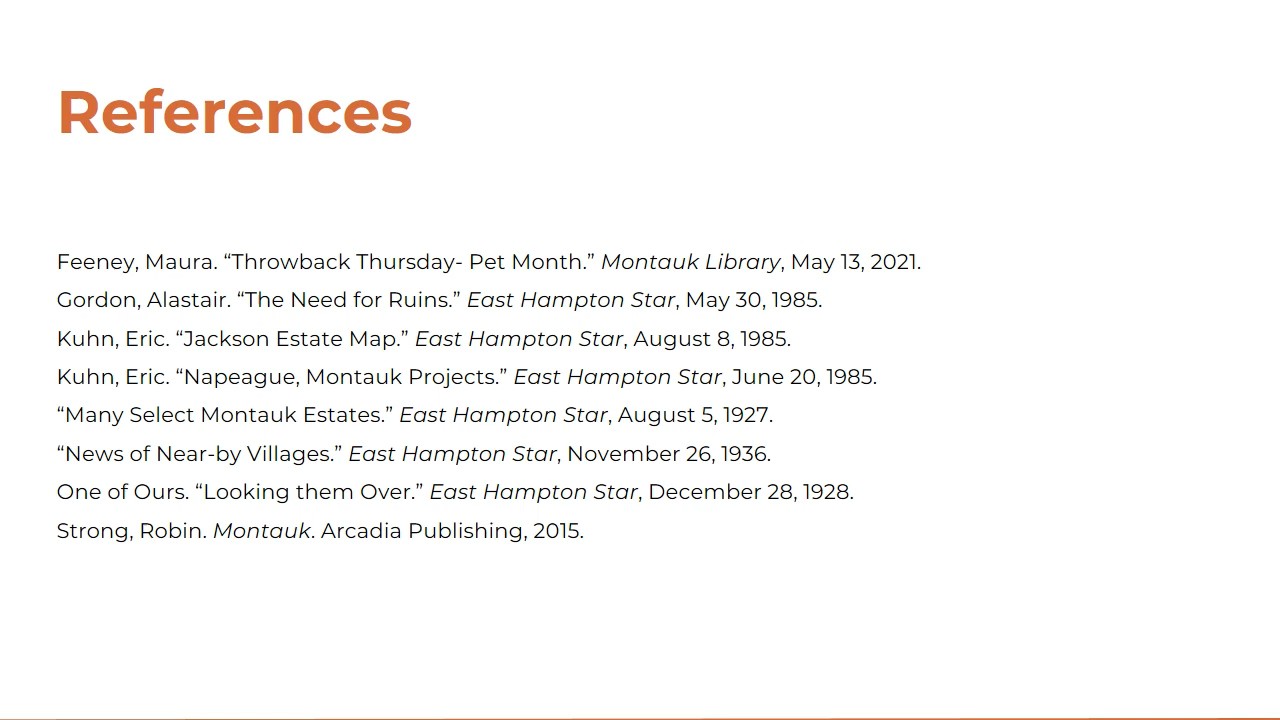 References
Feeney, Maura. “Throwback Thursday- Pet Month.” Montauk Library, May 13, 2021.
Gordon, Alastair. “The Need for Ruins.” East Hampton Star, May 30, 1985.
Kuhn, Eric. “Jackson Estate Map.” East Hampton Star, August 8, 1985.
Kuhn, Eric. “Napeague, Montauk Projects.” East Hampton Star, June 20, 1985.
“Many Select Montauk Estates.” East Hampton Star, August 5, 1927.
“News of Near-by Villages.” East Hampton Star, November 26, 1936.
One of Ours. “Looking them Over.” East Hampton Star, December 28, 1928.
Strong, Robin. Montauk. Arcadia Publishing, 2015.